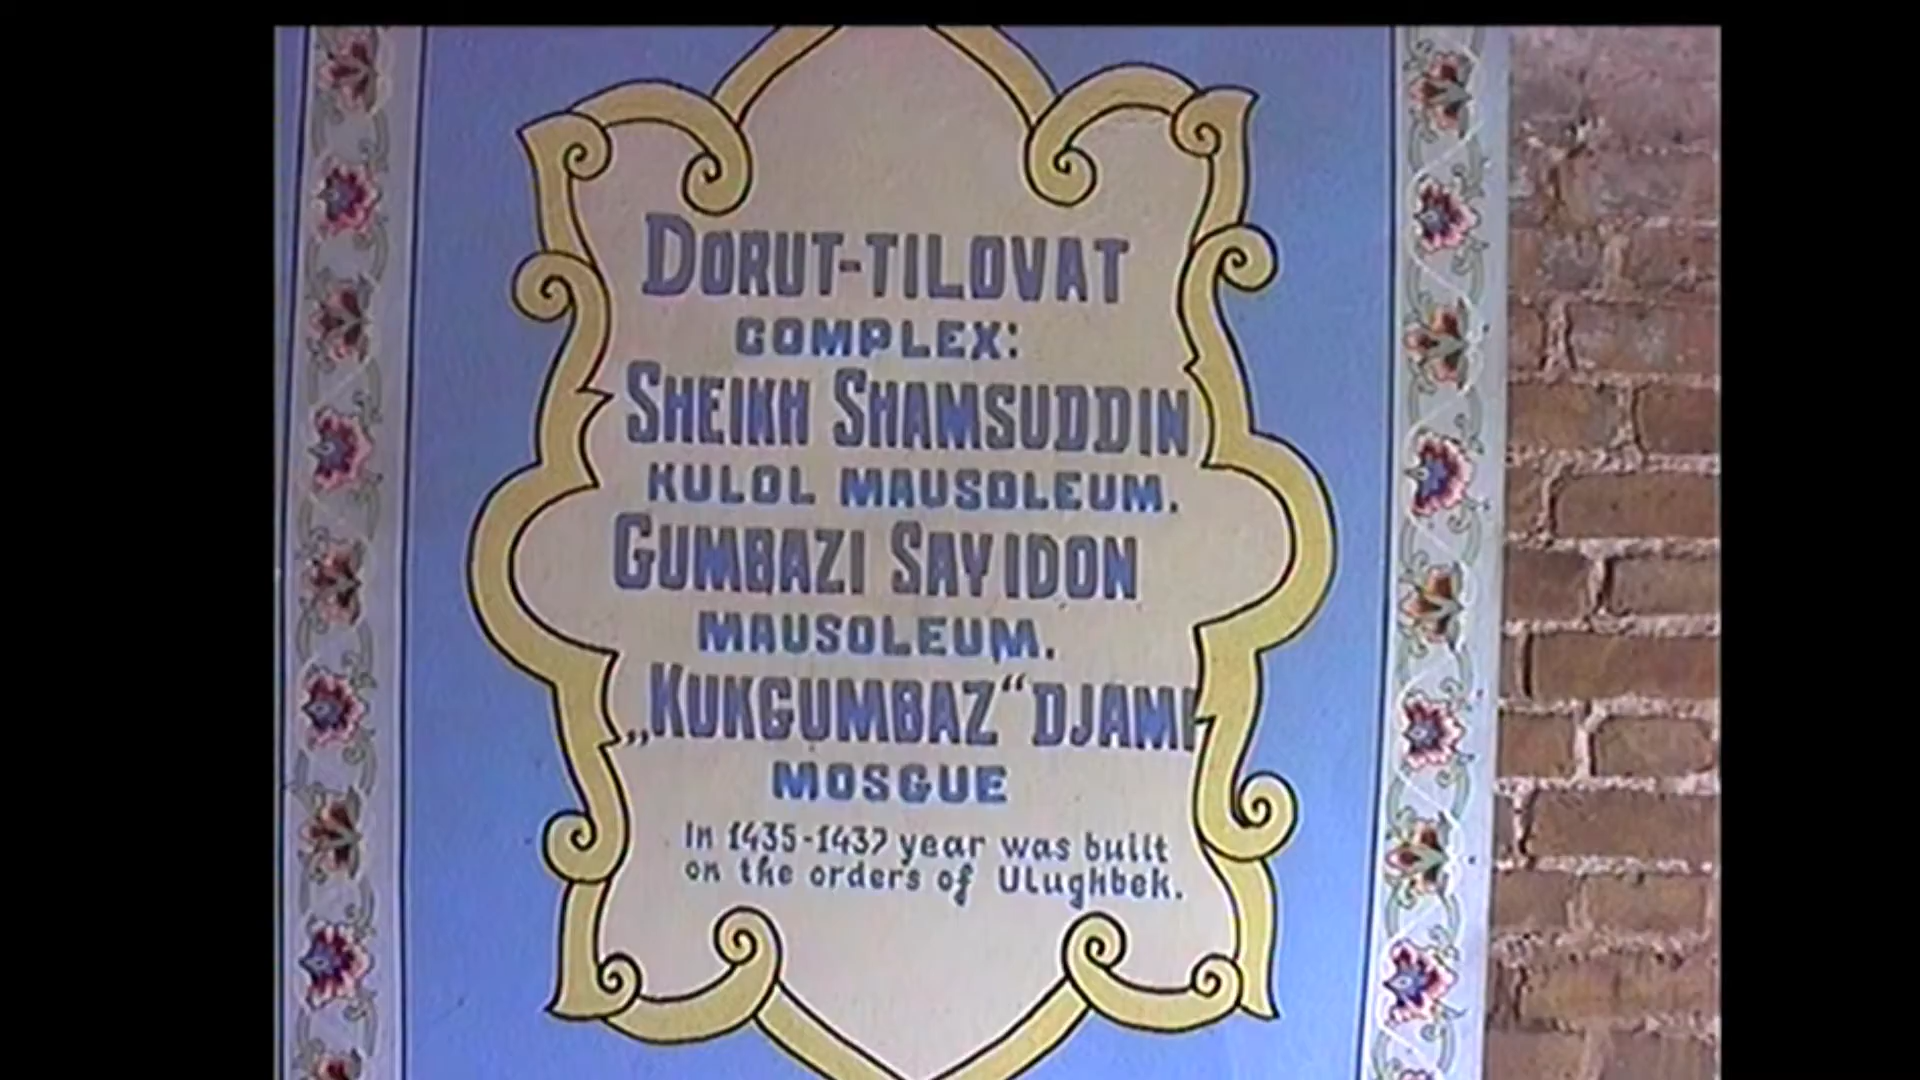 DORUT-TILOVAT
COMPLEX:
SHEIKH SHAMSUDDIN
KULOL MAUSOLEUM.
GUMBAZI SAYIDON
MAUSOLEUM.
„KUKGUMBAZ“ DJAMI
MOSGUE
In 1435-1437 year was built
on the orders of Ulughbek.